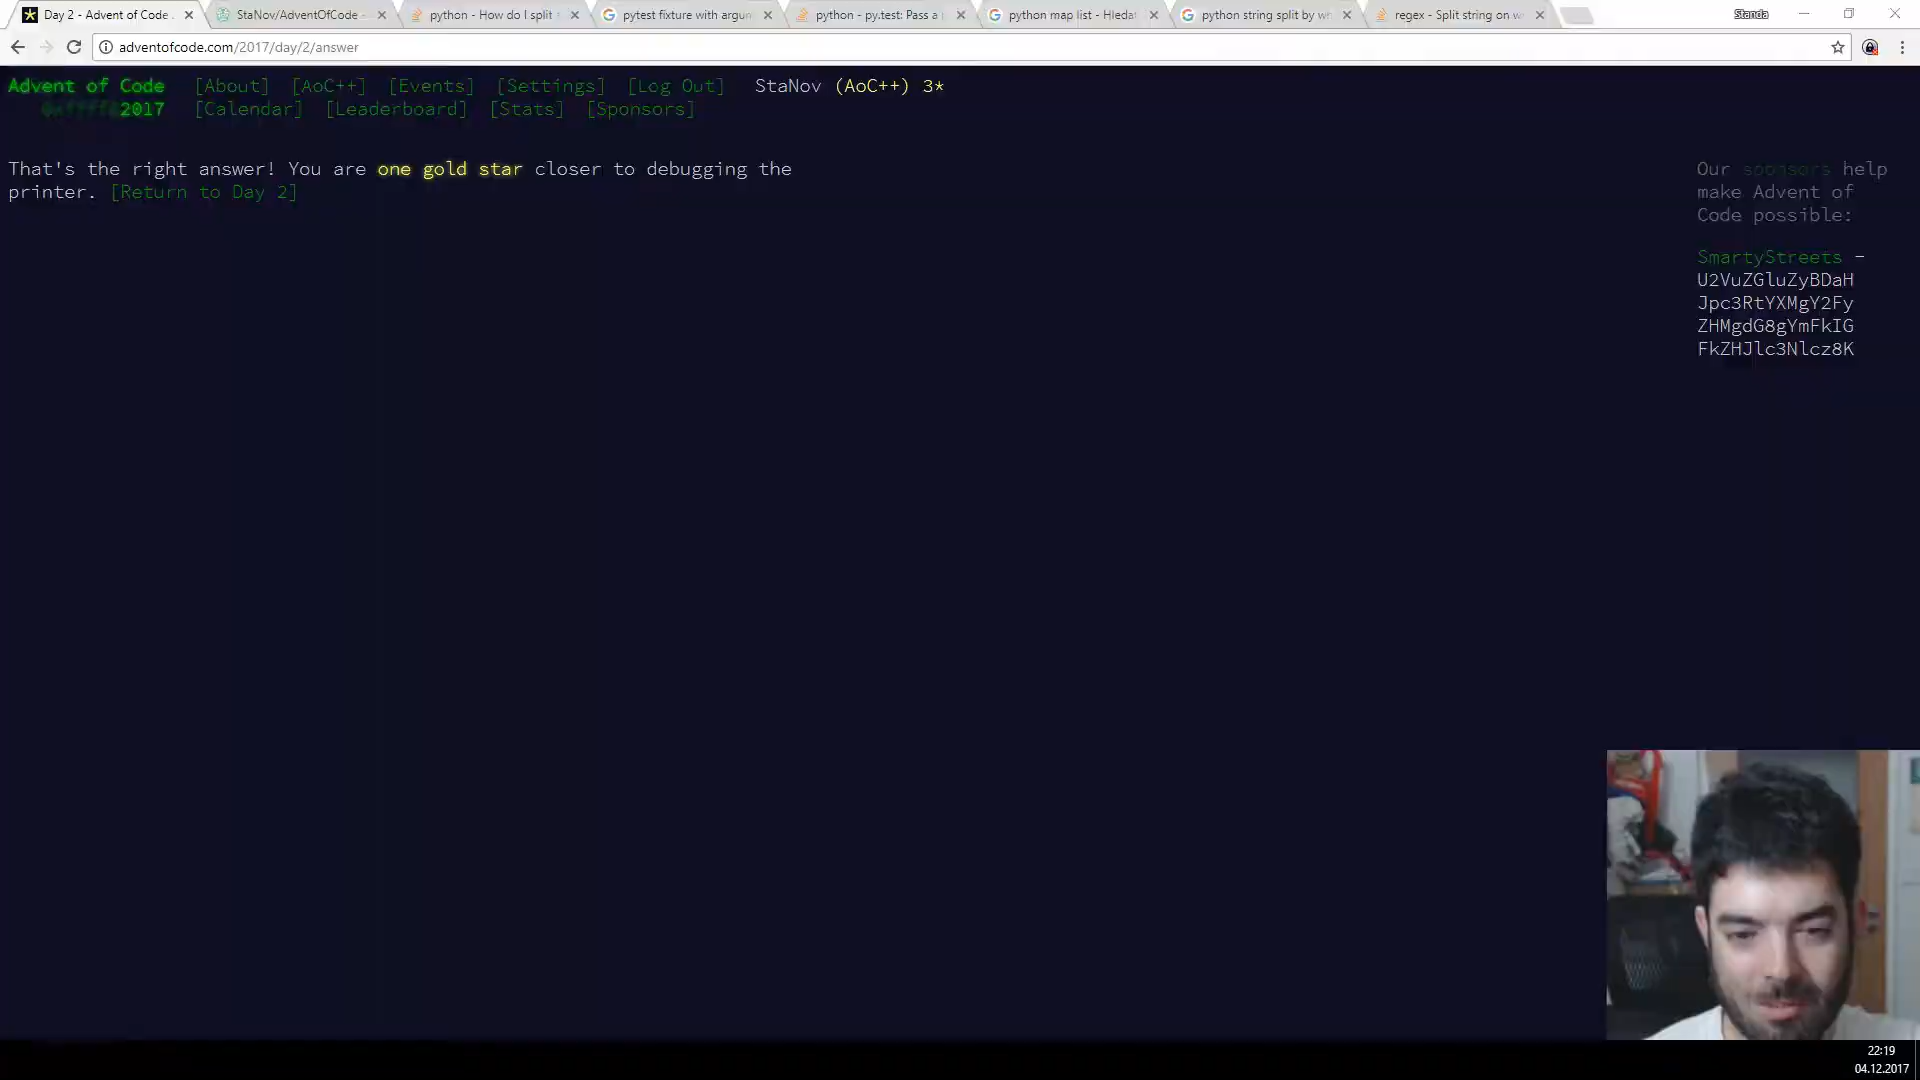 Day 2 - Advent of Code
StaNov/AdventOfCode -
python - How do I split
pytest fixture with argun
python - py.test: Pass a
python map list - Hledat
python string split by wh
regex - Split string on w
Standa
adventofcode.com/2017/day/2/answer
Advent of Code [About] [AoC++] [Events] [Settings] [Log Out] StaNov (AoC++) 3*
2017 [Calendar] [Leaderboard] [Stats] [Sponsors]
That's the right answer! You are one gold star closer to debugging the
printer. [Return to Day 2]
Our sponsors help
make Advent of
Code possible:
SmartyStreets -
U2VuZGluZyBDaH
Jpc3RtYXMgY2Fy
ZHMgdG8gYmFkIG
FkZHJlc3Nlcz8K
22:19
04.12.2017